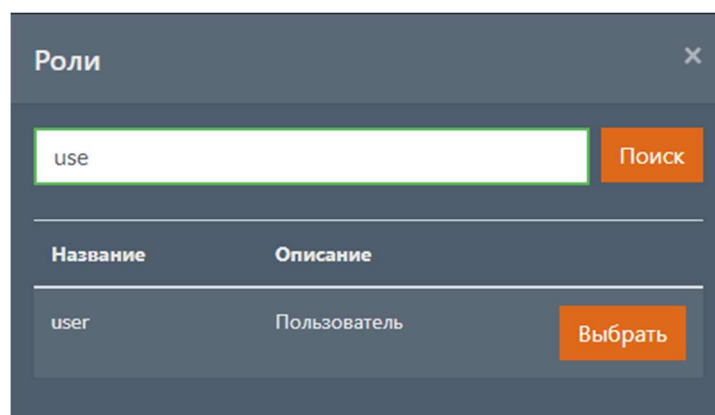 Роли ×
use Поиск
Название Описание
user Пользователь Выбрать